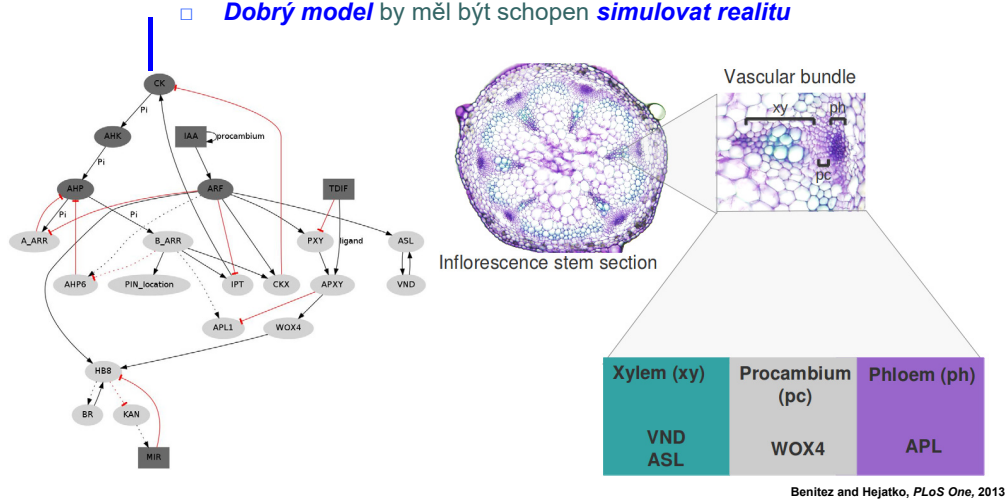 Dobrý model by měl být schopen simulovat realitu
CK
Pi
AHK
IAA
procambium
Pi
AHP
ARF
TDIF
Pi
Pi
A_ARR
B_ARR
PXY
ligand
ASL
AHP6
PIN_location
IPT
CKX
APXY
VND
APL1
WOX4
HB8
BR
KAN
MIR
Inflorescence stem section
Vascular bundle
xy
ph
pc
Xylem (xy)
VND
ASL
Procambium
(pc)
WOX4
Phloem (ph)
APL
Benitez and Hejatko, PLoS One, 2013